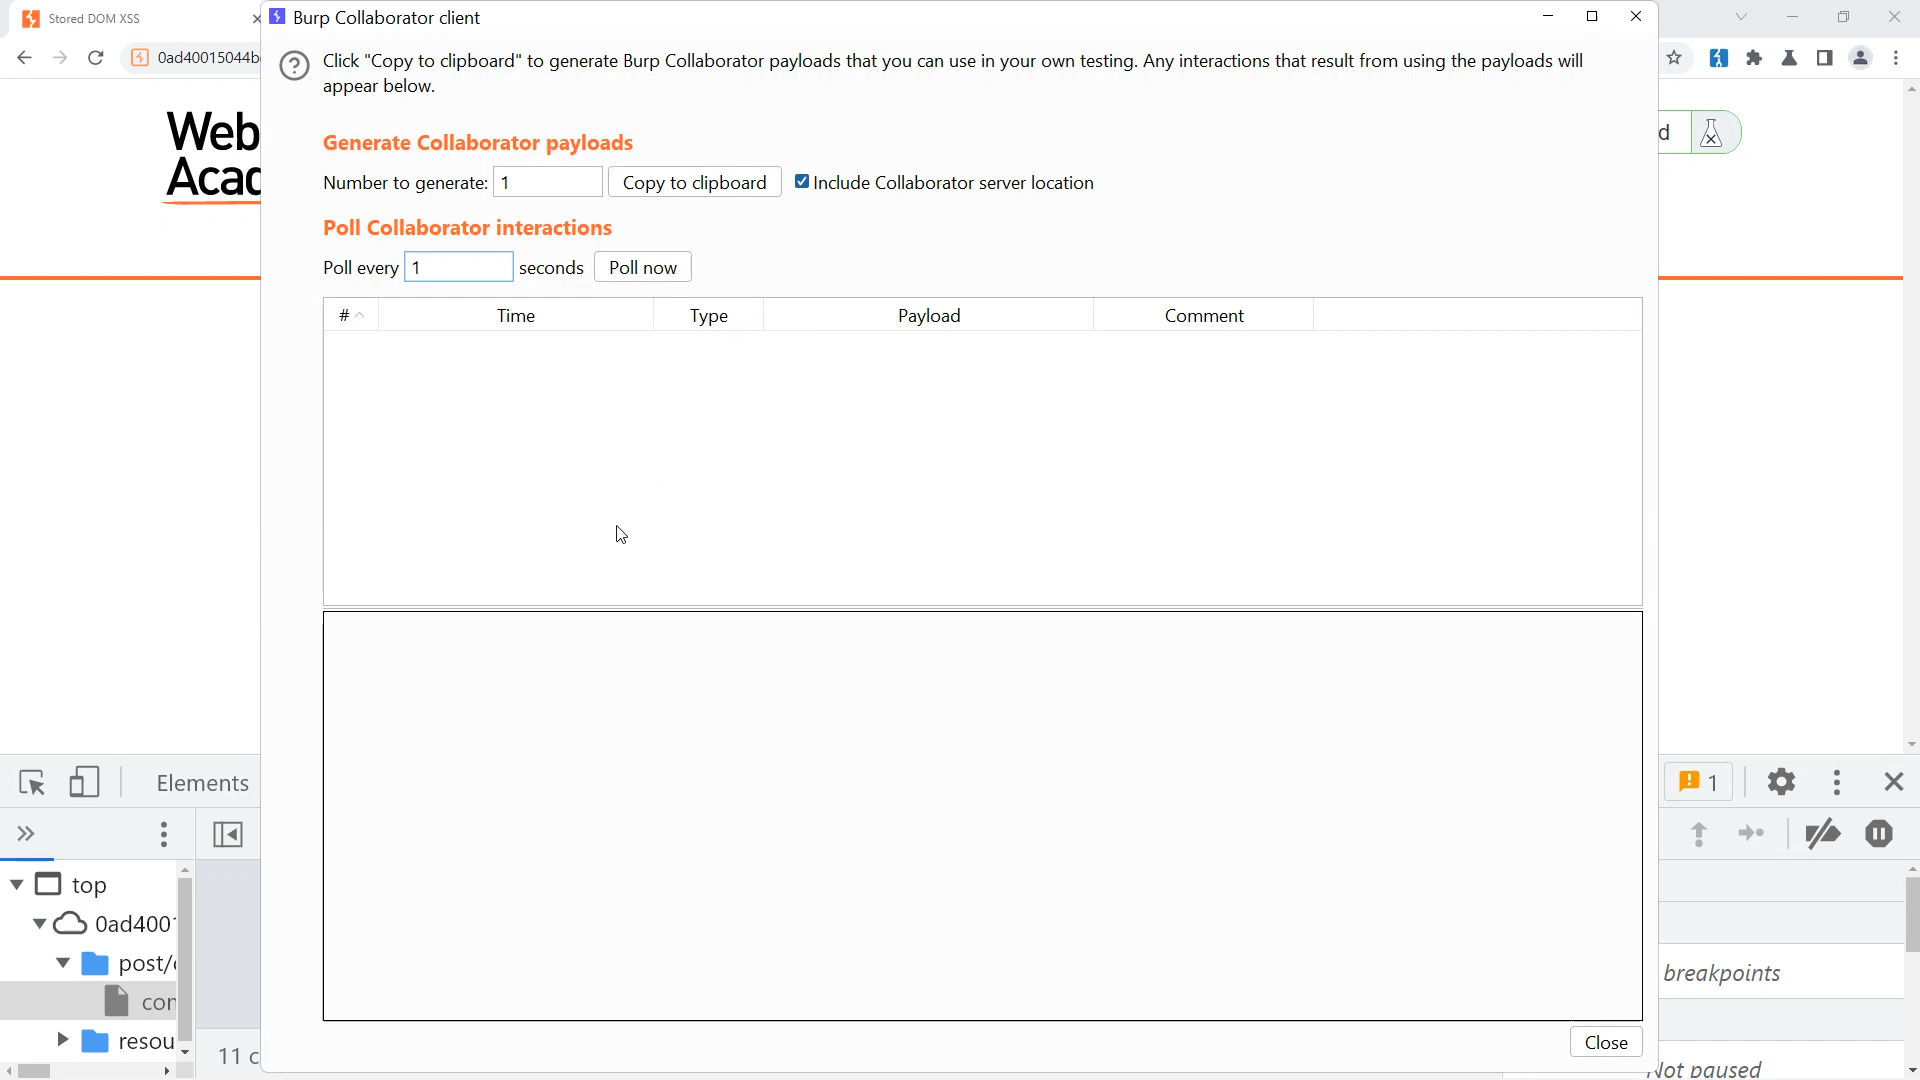 Stored DOM XSS
Burp Collaborator client
0ad40015044b
Click "Copy to clipboard" to generate Burp Collaborator payloads that you can use in your own testing. Any interactions that result from using the payloads will
appear below.
Web
Acad
d
Generate Collaborator payloads
Number to generate: 1 Copy to clipboard Include Collaborator server location
Poll Collaborator interactions
Poll every 1 seconds Poll now
# Time Type Payload Comment
Elements
1
top
0ad4001
post/
breakpoints
resou
11 c
Close
Not paused